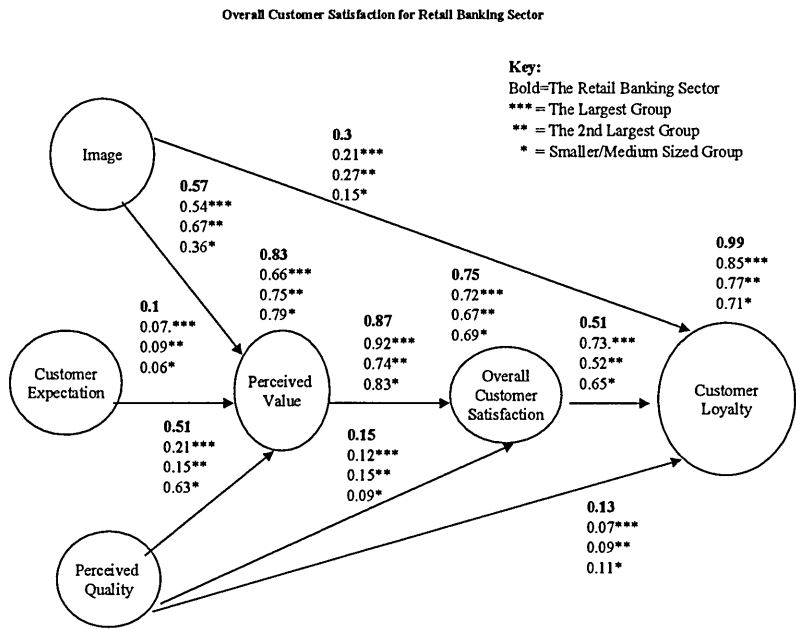 Overall Customer Satisfaction for Retail Banking Sector
Key:
Bold=The Retail Banking Sector
*** = The Largest Group
** = The 2nd Largest Group
* = Smaller/Medium Sized Group
Image
0.3
0.21***
0.27**
0.15*
0.57
0.54***
0.67**
0.36*
0.83
0.66***
0.75**
0.79*
0.75
0.72***
0.67**
0.69*
0.99
0.85***
0.77**
0.71*
0.1
0.07.***
0.09**
0.06*
0.87
0.92***
0.74**
0.83*
0.51
0.73.***
0.52**
0.65*
Customer
Expectation
Perceived
Value
Overall
Customer
Satisfaction
Customer
Loyalty
0.51
0.21***
0.15**
0.63*
0.15
0.12***
0.15**
0.09*
0.13
0.07***
0.09**
0.11*
Perceived
Quality